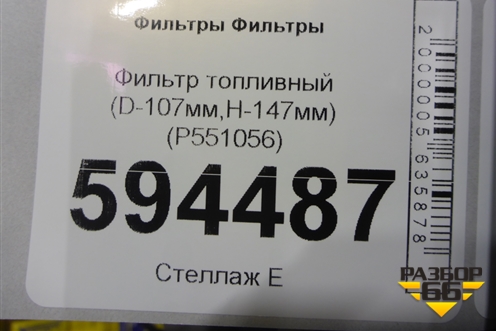 Фильтры Фильтры
Фильтр топливный
(D-107мм,H-147мм)
(P551056)
594487
Стеллаж Е
2000005635878
РАЗБОР
66